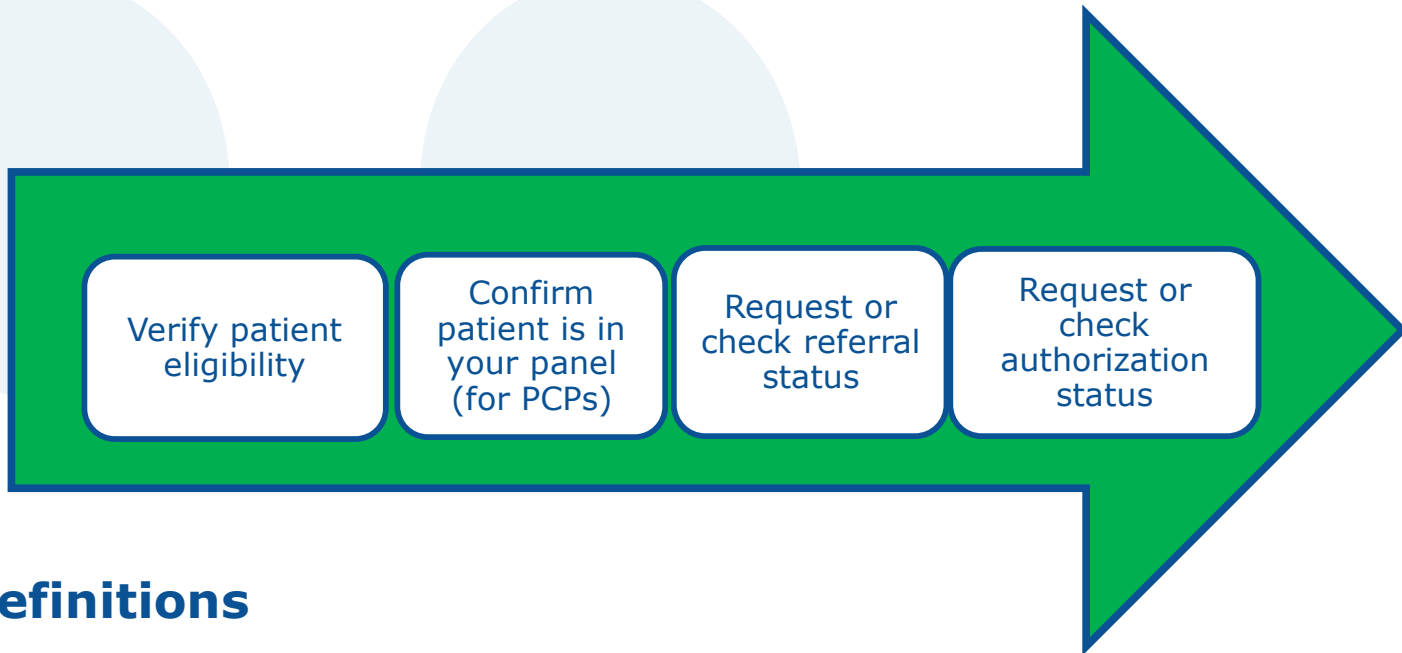 Verify patient
eligibility
Confirm
patient is in
your panel
(for PCPs)
Request or
check referral
status
Request or
check
authorization
status
efinitions